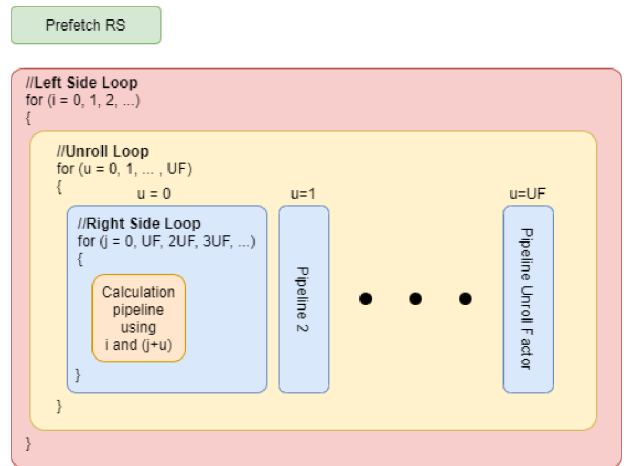 Prefetch RS
//Left Side Loop
for (i = 0, 1, 2, ...)
{
//Unroll Loop
for (u = 0, 1, ... , UF)
{
u = 0
u=1
u=UF
//Right Side Loop
for (j = 0, UF, 2UF, 3UF, ...)
{
Calculation
pipeline
using
i and (j+u)
}
Pipeline 2
Pipeline Unroll Factor
}
}